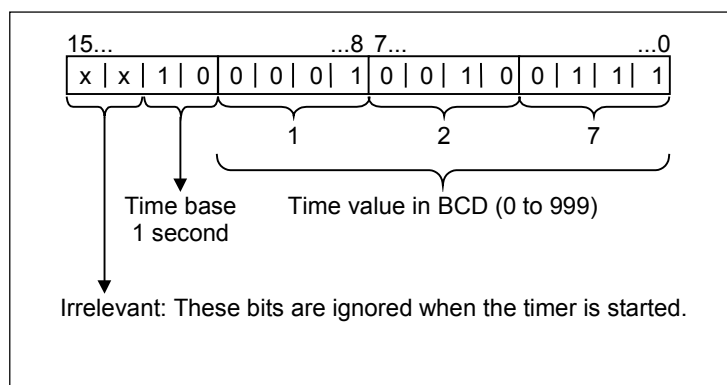 15... ...8 7... ...0
x | x | 1 | 0 | 0 | 0 | 0 | 1 | 0 | 0 | 1 | 0 | 0 | 1 | 1 | 1
1 2 7
Time base Time value in BCD (0 to 999)
1 second
Irrelevant: These bits are ignored when the timer is started.